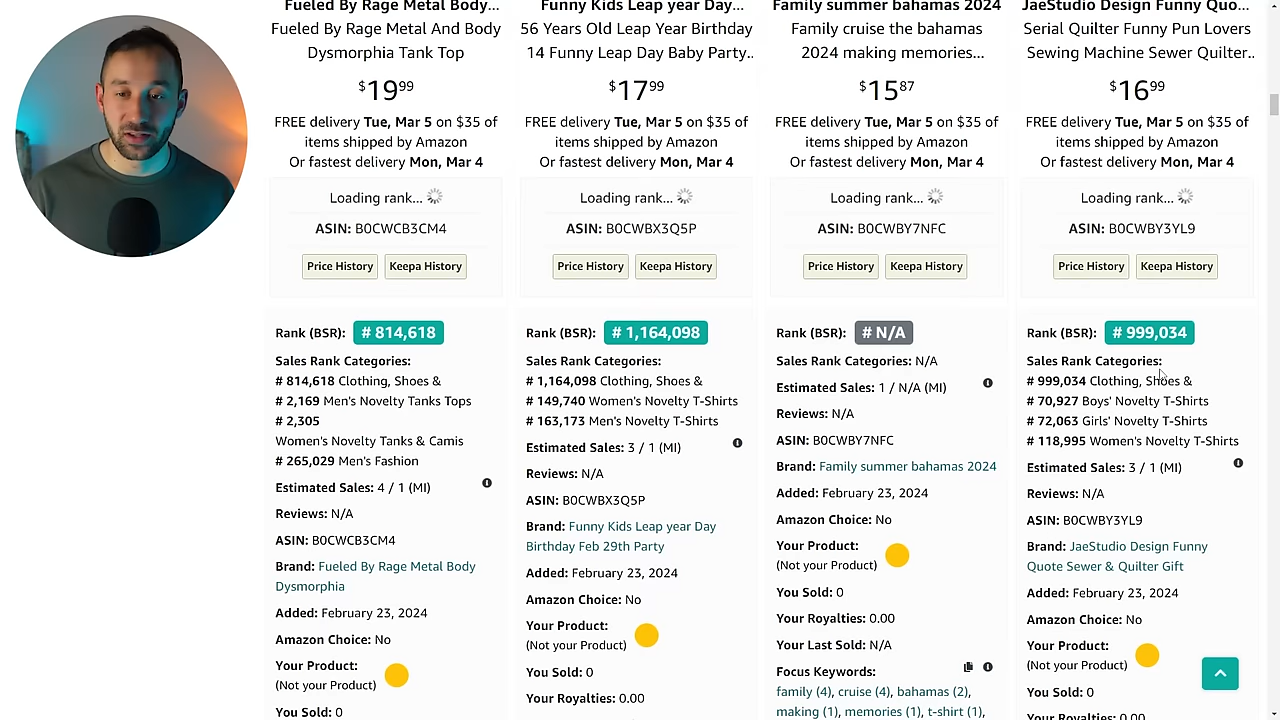 Fueled By Rage Metal Body...
Fueled By Rage Metal And Body
Dysmorphia Tank Top
$19.99
FREE delivery Tue, Mar 5 on $35 of
items shipped by Amazon
Or fastest delivery Mon, Mar 4
Loading rank...
ASIN: B0CWCB3CM4
Price History
Keepa History
Rank (BSR): # 814,618
Sales Rank Categories:
# 814,618 Clothing, Shoes &
# 2,169 Men's Novelty Tanks Tops
# 2,305
Women's Novelty Tanks & Camis
# 265,029 Men's Fashion
Estimated Sales: 4 / 1 (MI)
Reviews: N/A
ASIN: B0CWCB3CM4
Brand: Fueled By Rage Metal Body
Dysmorphia
Added: February 23, 2024
Amazon Choice: No
Your Product:
(Not your Product)
You Sold: 0
Funny Kids Leap year Day...
56 Years Old Leap Year Birthday
14 Funny Leap Day Baby Party..
$17.99
FREE delivery Tue, Mar 5 on $35 of
items shipped by Amazon
Or fastest delivery Mon, Mar 4
Loading rank...
ASIN: B0CWBX3Q5P
Price History
Keepa History
Rank (BSR): # 1,164,098
Sales Rank Categories:
# 1,164,098 Clothing, Shoes &
# 149,740 Women's Novelty T-Shirts
# 163,173 Men's Novelty T-Shirts
Estimated Sales: 3 / 1 (MI)
Reviews: N/A
ASIN: B0CWBX3Q5P
Brand: Funny Kids Leap year Day
Birthday Feb 29th Party
Added: February 23, 2024
Amazon Choice: No
Your Product:
(Not your Product)
You Sold: 0
Your Royalties: 0.00
Family summer bahamas 2024
Family cruise the bahamas
2024 making memories...
$15.87
FREE delivery Tue, Mar 5 on $35 of
items shipped by Amazon
Or fastest delivery Mon, Mar 4
Loading rank...
ASIN: B0CWBY7NFC
Price History
Keepa History
Rank (BSR): # N/A
Sales Rank Categories: N/A
Estimated Sales: 1 / N/A (MI)
Reviews: N/A
ASIN: B0CWBY7NFC
Brand: Family summer bahamas 2024
Added: February 23, 2024
Amazon Choice: No
Your Product:
(Not your Product)
You Sold: 0
Your Royalties: 0.00
Your Last Sold: N/A
Focus Keywords:
family (4), cruise (4), bahamas (2),
making (1), memories (1), t-shirt (1),
JaeStudio Design Funny Quo...
Serial Quilter Funny Pun Lovers
Sewing Machine Sewer Quilter..
$16.99
FREE delivery Tue, Mar 5 on $35 of
items shipped by Amazon
Or fastest delivery Mon, Mar 4
Loading rank...
ASIN: B0CWBY3YL9
Price History
Keepa History
Rank (BSR): # 999,034
Sales Rank Categories:
# 999,034 Clothing, Shoes &
# 70,927 Boys' Novelty T-Shirts
# 72,063 Girls' Novelty T-Shirts
# 118,995 Women's Novelty T-Shirts
Estimated Sales: 3 / 1 (MI)
Reviews: N/A
ASIN: B0CWBY3YL9
Brand: JaeStudio Design Funny
Quote Sewer & Quilter Gift
Added: February 23, 2024
Amazon Choice: No
Your Product:
(Not your Product)
You Sold: 0
Your Royalties: 0.00